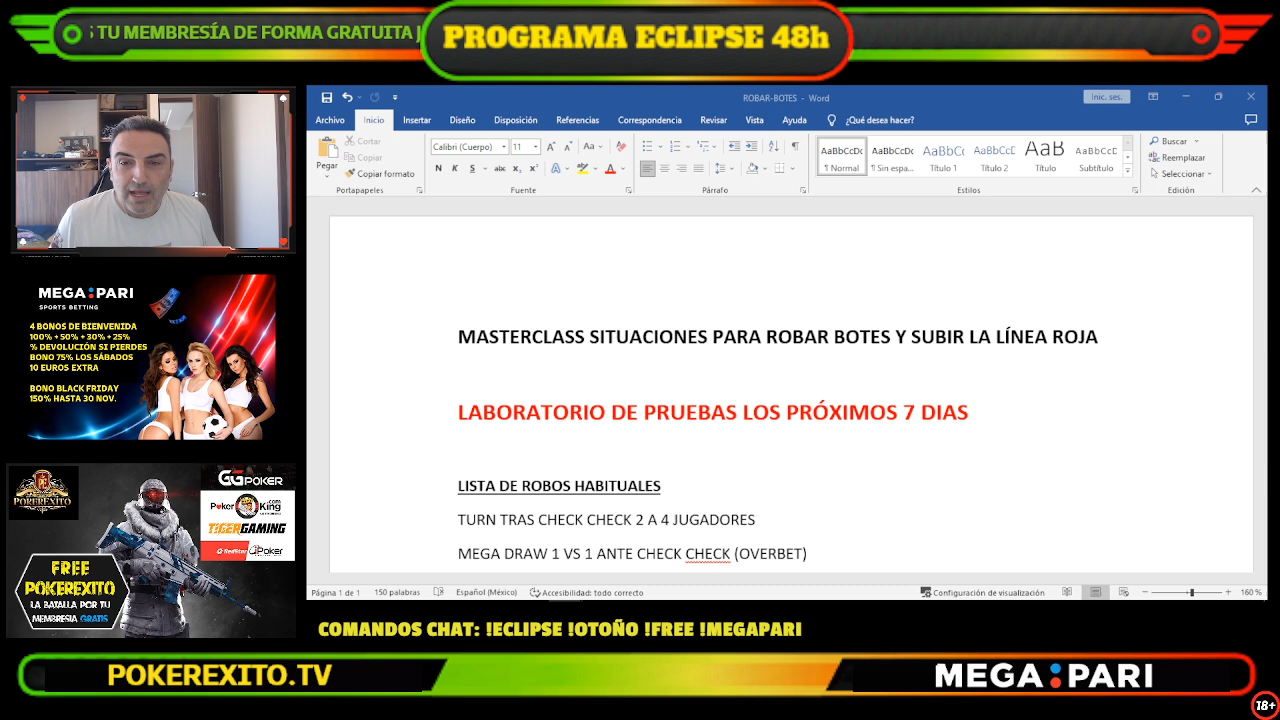 S TU MEMBRESÍA DE FORMA GRATUITA
PROGRAMA ECLIPSE 48h
ROBAR-BOTES - Word
Inic. ses.
Archivo Inicio Insertar Diseño Disposición Referencias Correspondencia Revisar Vista Ayuda ¿Qué desea hacer?
Pegar
Cortar
Copiar
Copiar formato
Portapapeles
Calibri (Cuerpo) 11
N K S abc x₂ x²
Fuente
Párrafo
AaBbCcDc AaBbCcDc AaBbCc AaBbCcD AaB AaBbCcD
¶ Normal ¶ Sin espa... Título 1 Título 2 Título Subtítulo
Estilos
Buscar
Reemplazar
Seleccionar
Edición
MASTERCLASS SITUACIONES PARA ROBAR BOTES Y SUBIR LA LÍNEA ROJA
LABORATORIO DE PRUEBAS LOS PRÓXIMOS 7 DIAS
LISTA DE ROBOS HABITUALES
TURN TRAS CHECK CHECK 2 A 4 JUGADORES
MEGA DRAW 1 VS 1 ANTE CHECK CHECK (OVERBET)
Página 1 de 1 150 palabras Español (México) Accesibilidad: todo correcto Configuración de visualización 160 %
MEGA:PARI
SPORTS BETTING
4 BONOS DE BIENVENIDA
100% + 50% + 30% + 25%
% DEVOLUCIÓN SI PIERDES
BONO 75% LOS SÁBADOS
10 EUROS EXTRA
BONO BLACK FRIDAY
150% HASTA 30 NOV.
POKEREXITO
GGPOKER
PokerKing.com
TIGERGAMING
RedStar Poker
FREE
POKEREXITO
LA BATALLA POR TU
MEMBRESIA GRATIS
COMANDOS CHAT: !ECLIPSE !OTOÑO !FREE !MEGAPARI
POKEREXITO.TV
MEGA:PARI
18+